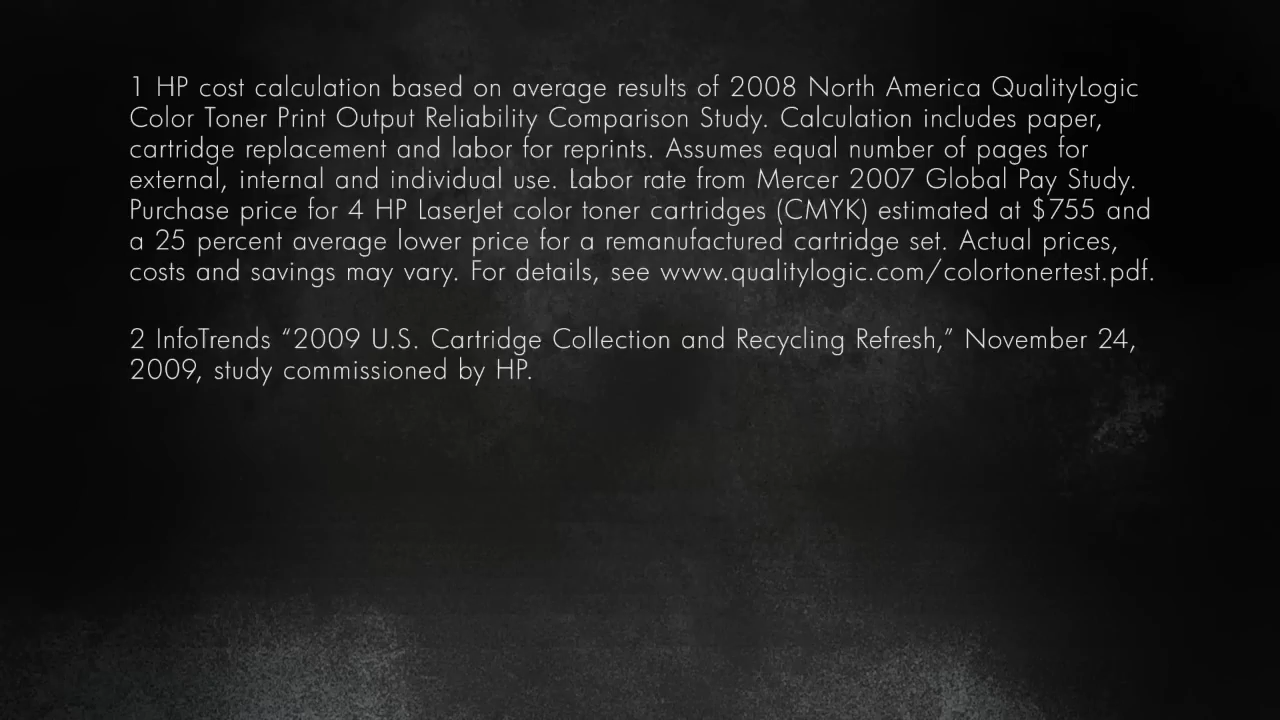 1 HP cost calculation based on average results of 2008 North America QualityLogic
Color Toner Print Output Reliability Comparison Study. Calculation includes paper,
cartridge replacement and labor for reprints. Assumes equal number of pages for
external, internal and individual use. Labor rate from Mercer 2007 Global Pay Study.
Purchase price for 4 HP LaserJet color toner cartridges (CMYK) estimated at $755 and
a 25 percent average lower price for a remanufactured cartridge set. Actual prices,
costs and savings may vary. For details, see www.qualitylogic.com/colortonertest.pdf.
2 InfoTrends “2009 U.S. Cartridge Collection and Recycling Refresh,” November 24,
2009, study commissioned by HP.